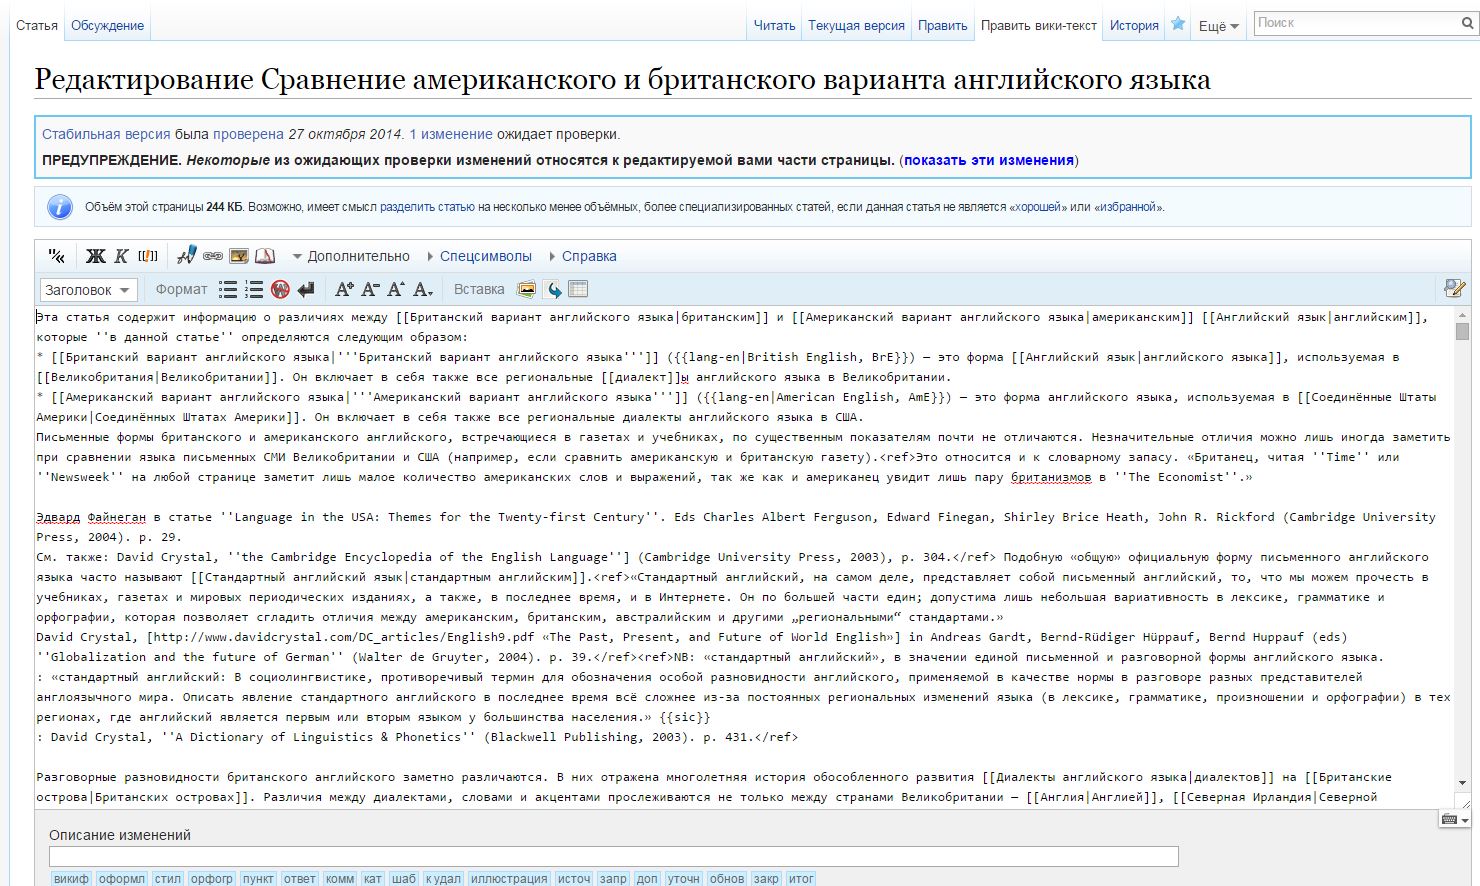 Статья Обсуждение Читать Текущая версия Править Править вики-текст История Ещё Поиск
Редактирование Сравнение американского и британского варианта английского языка
Стабильная версия была проверена 27 октября 2014. 1 изменение ожидает проверки.
ПРЕДУПРЕЖДЕНИЕ. Некоторые из ожидающих проверки изменений относятся к редактируемой вами части страницы. (показать эти изменения)
Объём этой страницы 244 КБ. Возможно, имеет смысл разделить статью на несколько менее объёмных, более специализированных статей, если данная статья не является «хорошей» или «избранной».
Ж К Дополнительно Спецсимволы Справка
Заголовок Формат A A A A Вставка
Эта статья содержит информацию о различиях между [[Британский вариант английского языка|британским]] и [[Американский вариант английского языка|американским]] [[Английский язык|английским]],
которые ''в данной статье'' определяются следующим образом:
* [[Британский вариант английского языка|'''Британский вариант английского языка''']] ({{lang-en|British English, BrE}}) — это форма [[Английский язык|английского языка]], используемая в
[[Великобритания|Великобритании]]. Он включает в себя также все региональные [[диалект]]ы английского языка в Великобритании.
* [[Американский вариант английского языка|'''Американский вариант английского языка''']] ({{lang-en|American English, AmE}}) — это форма английского языка, используемая в [[Соединённые Штаты
Америки|Соединённых Штатах Америки]]. Он включает в себя также все региональные диалекты английского языка в США.
Письменные формы британского и американского английского, встречающиеся в газетах и учебниках, по существенным показателям почти не отличаются. Незначительные отличия можно лишь иногда заметить
при сравнении языка письменных СМИ Великобритании и США (например, если сравнить американскую и британскую газету).<ref>Это относится и к словарному запасу. «Британец, читая ''Time'' или
''Newsweek'' на любой странице заметит лишь малое количество американских слов и выражений, так же как и американец увидит лишь пару британизмов в ''The Economist''.»
Эдвард Файнеган в статье ''Language in the USA: Themes for the Twenty-first Century''. Eds Charles Albert Ferguson, Edward Finegan, Shirley Brice Heath, John R. Rickford (Cambridge University
Press, 2004). p. 29.
См. также: David Crystal, ''the Cambridge Encyclopedia of the English Language''] (Cambridge University Press, 2003), p. 304.</ref> Подобную «общую» официальную форму письменного английского
языка часто называют [[Стандартный английский язык|стандартным английским]].<ref>«Стандартный английский, на самом деле, представляет собой письменный английский, то, что мы можем прочесть в
учебниках, газетах и мировых периодических изданиях, а также, в последнее время, и в Интернете. Он по большей части един; допустима лишь небольшая вариативность в лексике, грамматике и
орфографии, которая позволяет сгладить отличия между американским, британским, австралийским и другими „региональными“ стандартами.»
David Crystal, [http://www.davidcrystal.com/DC_articles/English9.pdf «The Past, Present, and Future of World English»] in Andreas Gardt, Bernd-Rüdiger Hüppauf, Bernd Huppauf (eds)
''Globalization and the future of German'' (Walter de Gruyter, 2004). p. 39.</ref><ref>NB: «стандартный английский», в значении единой письменной и разговорной формы английского языка.
: «стандартный английский: В социолингвистике, противоречивый термин для обозначения особой разновидности английского, применяемой в качестве нормы в разговоре разных представителей
англоязычного мира. Описать явление стандартного английского в последнее время всё сложнее из-за постоянных региональных изменений языка (в лексике, грамматике, произношении и орфографии) в тех
регионах, где английский является первым или вторым языком у большинства населения.» {{sic}}
: David Crystal, ''A Dictionary of Linguistics & Phonetics'' (Blackwell Publishing, 2003). p. 431.</ref>
Разговорные разновидности британского английского заметно различаются. В них отражена многолетняя история обособленного развития [[Диалекты английского языка|диалектов]] на [[Британские
острова|Британских островах]]. Различия между диалектами, словами и акцентами прослеживаются не только между странами Великобритании — [[Англия|Англией]], [[Северная Ирландия|Северной
Описание изменений
викиф оформл стил орфогр пункт ответ комм кат шаб к удал иллюстрация источ запр доп уточн обнов закр итог